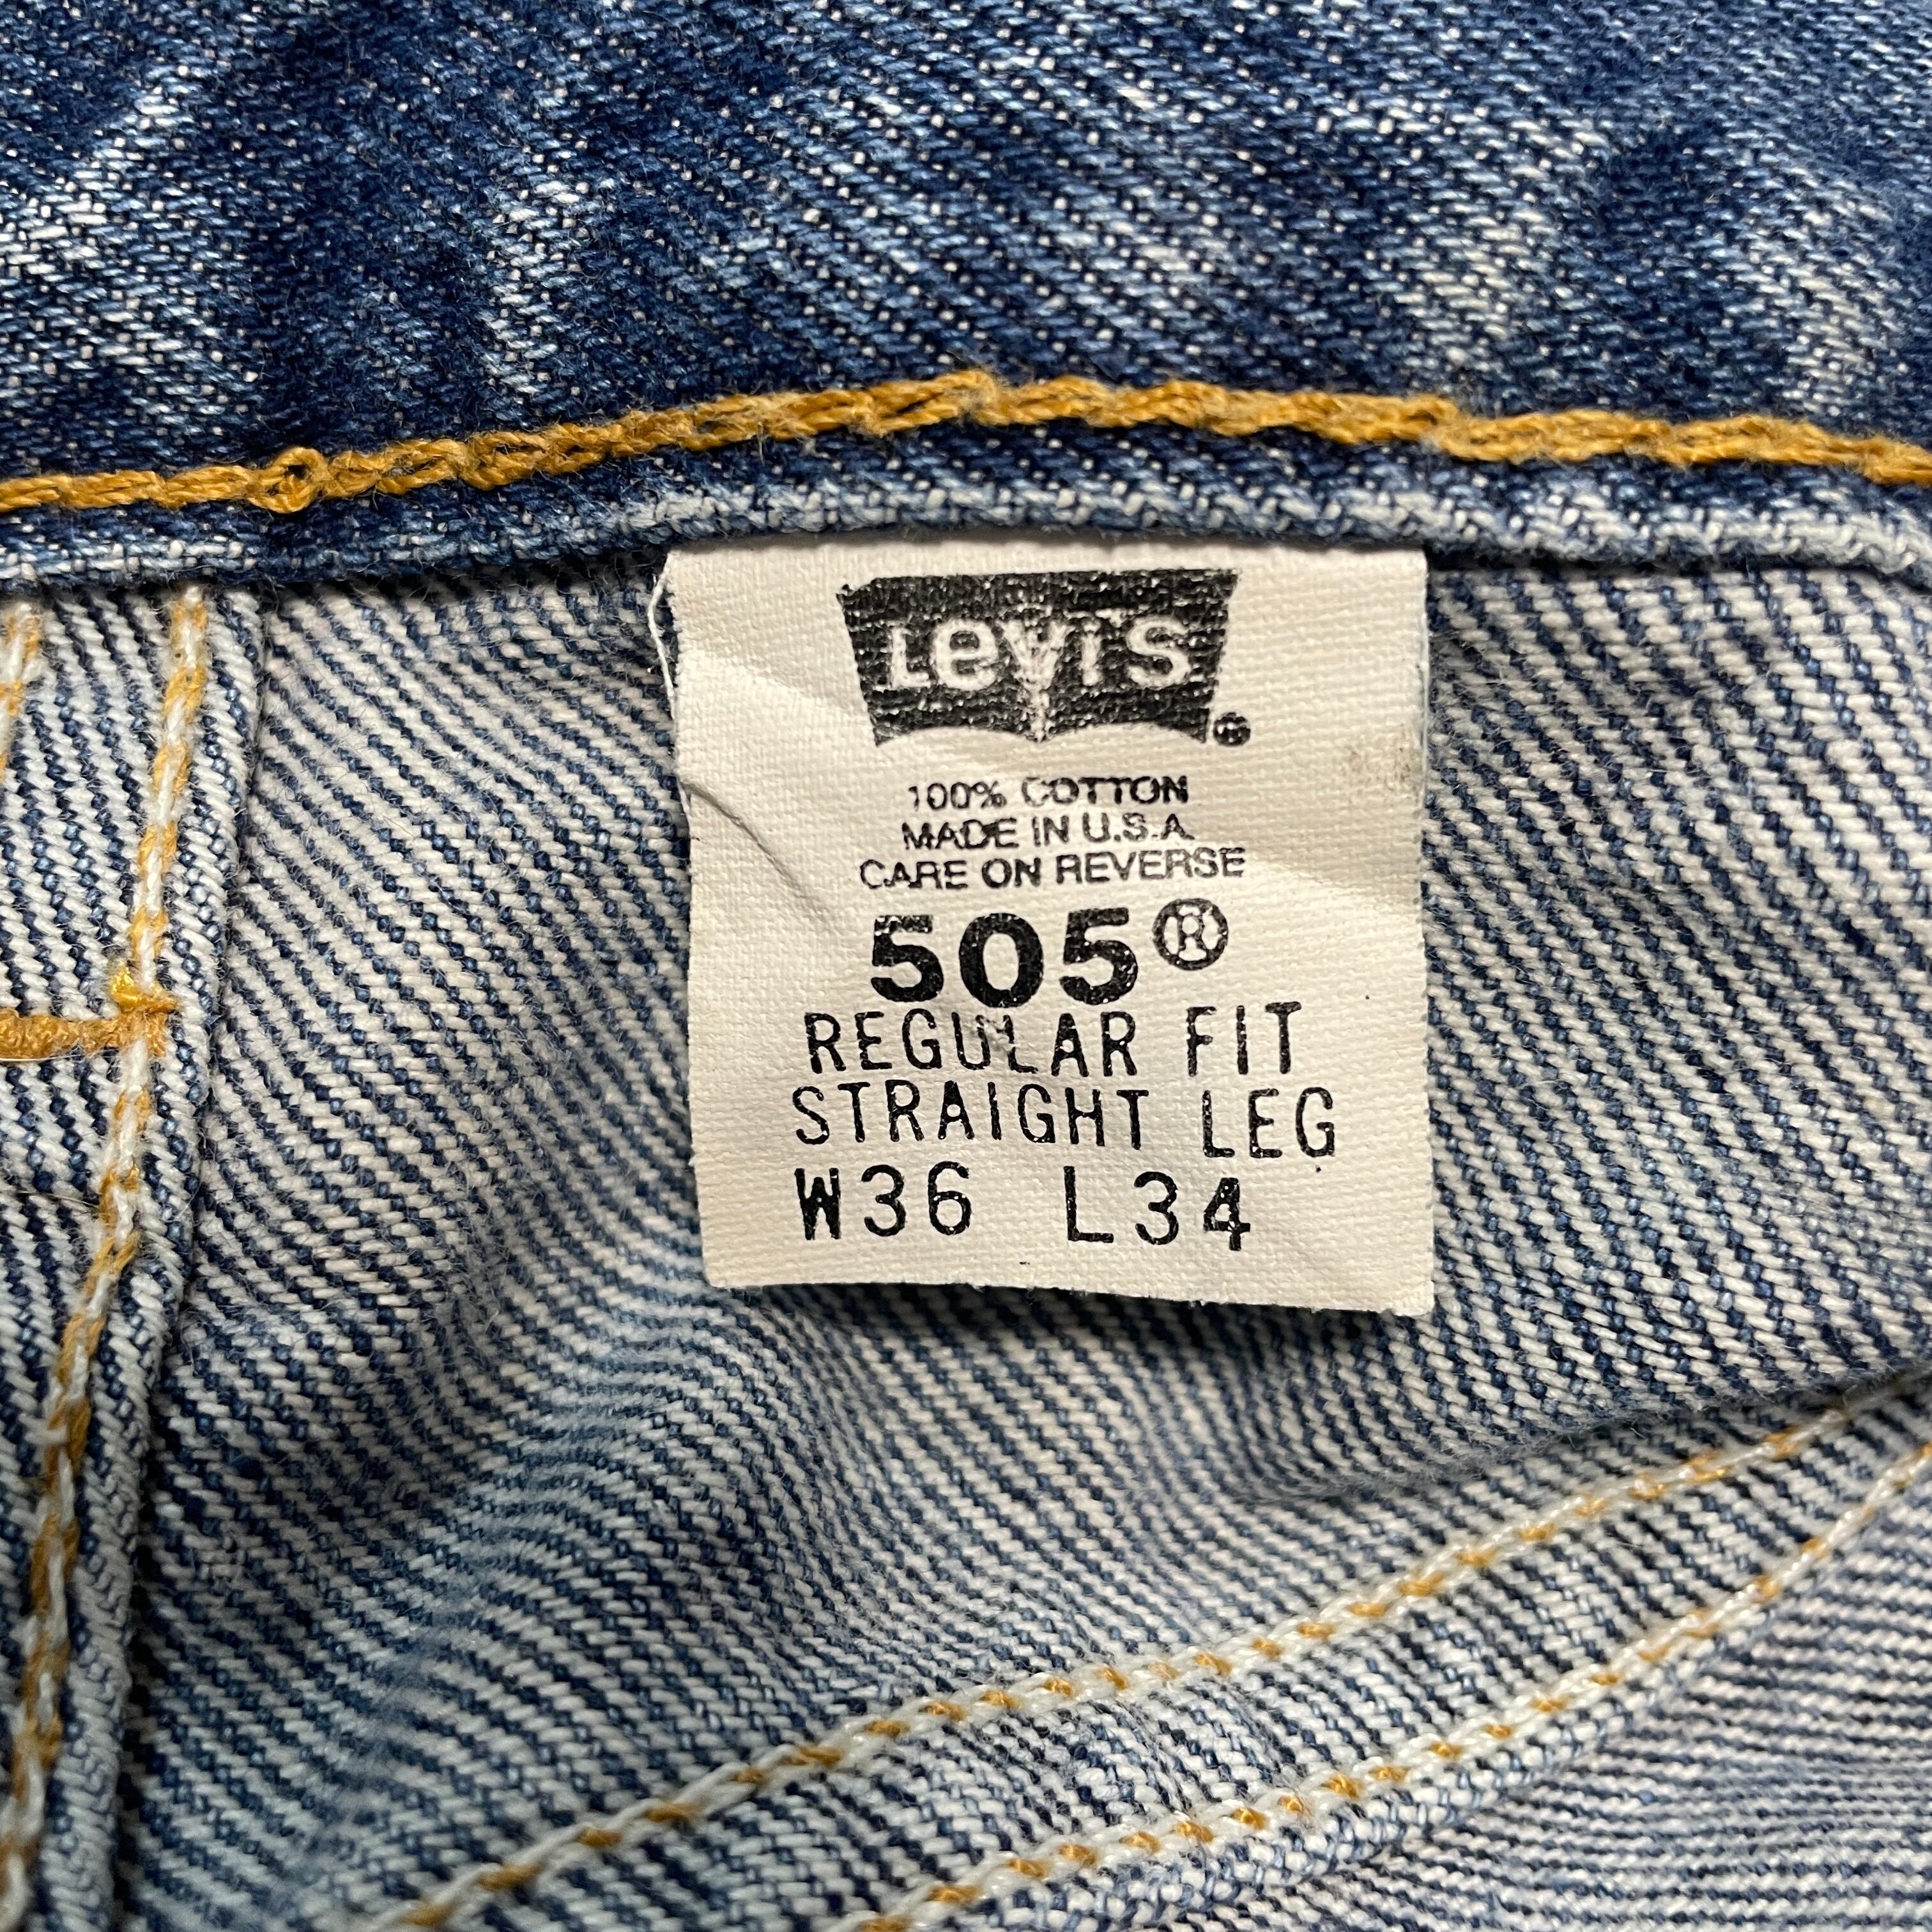 Levi's®
100% COTTON
MADE IN U.S.A.
CARE ON REVERSE
505®
REGULAR FIT
STRAIGHT LEG
W36 L34